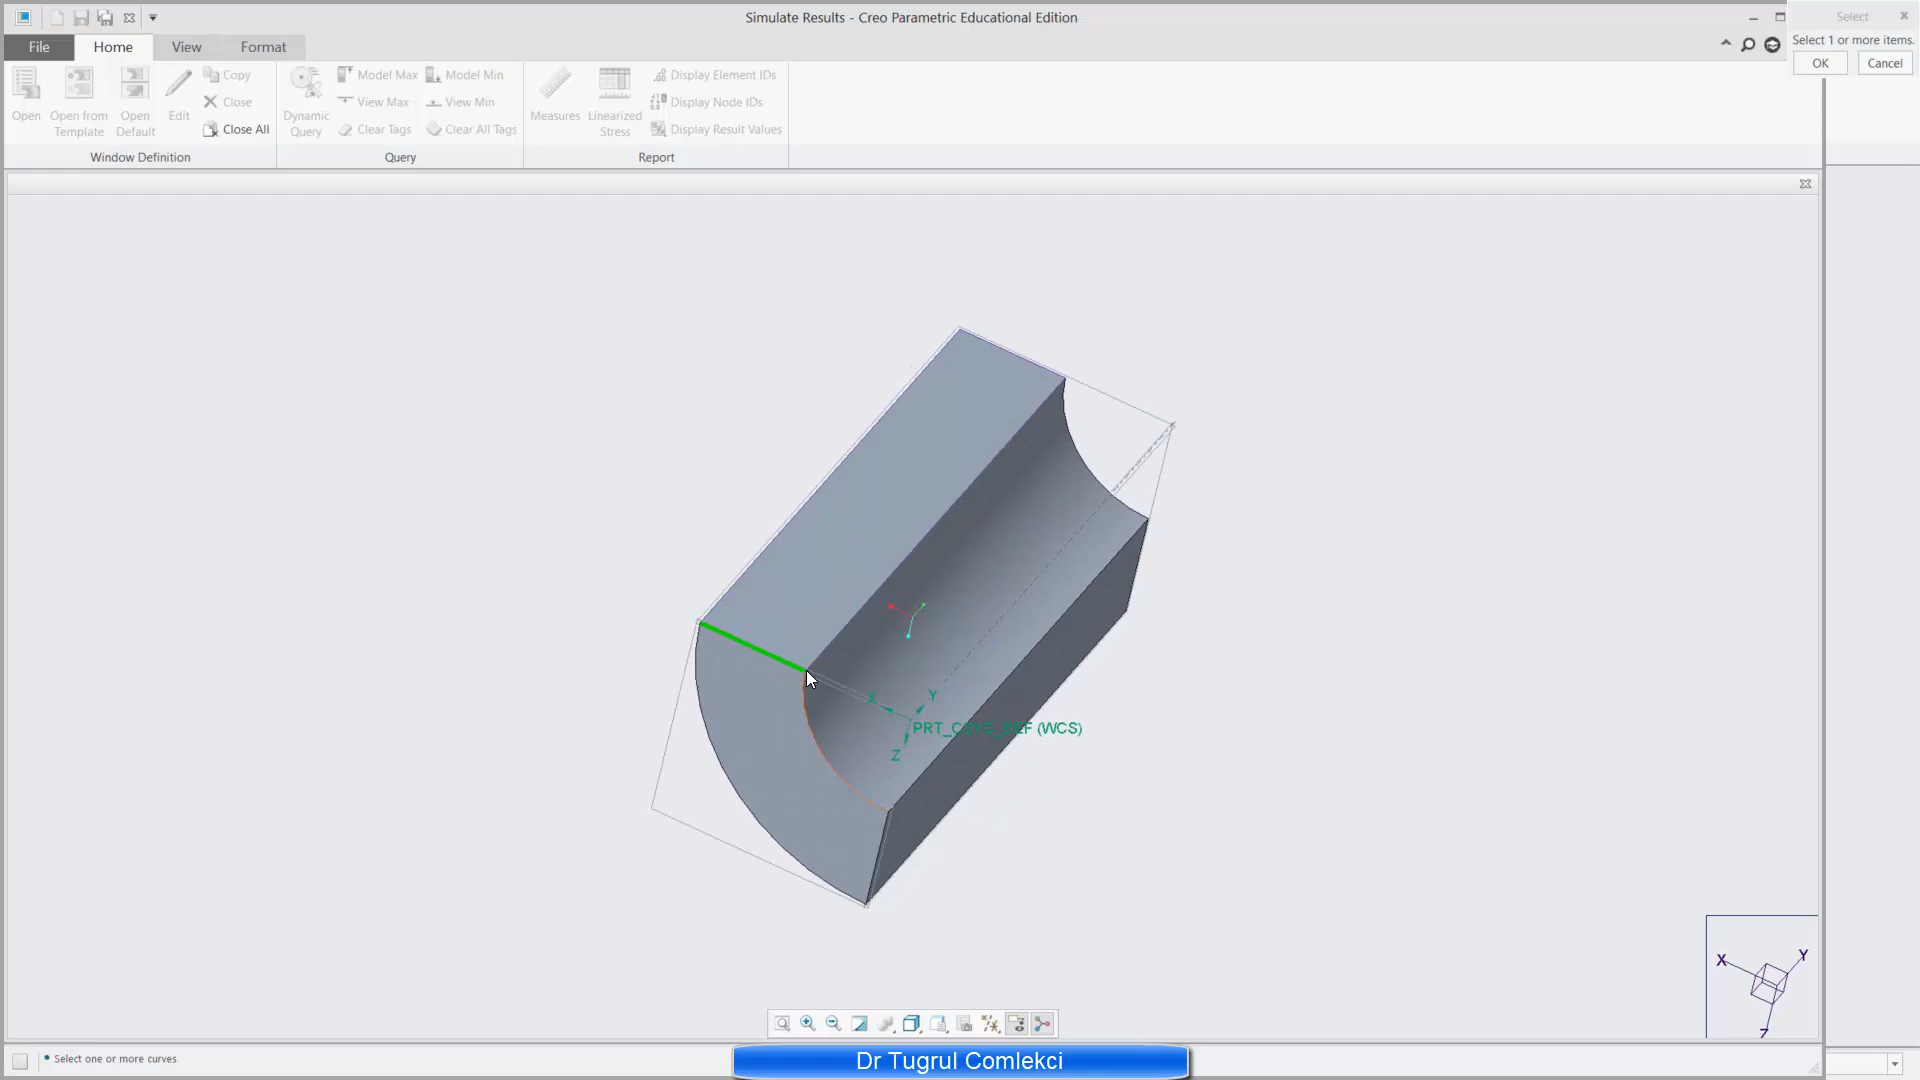 Simulate Results - Creo Parametric Educational Edition
Select
Select 1 or more items.
OK Cancel
File Home View Format
Open
Open from Template
Open Default
Edit
Copy
Close
Close All
Window Definition
Dynamic Query
Model Max Model Min
View Max View Min
Clear Tags Clear All Tags
Query
Measures
Linearized Stress
Display Element IDs
Display Node IDs
Display Result Values
Report
X Y
Z
X Y
Z
Select one or more curves
Dr Tugrul Comlekci